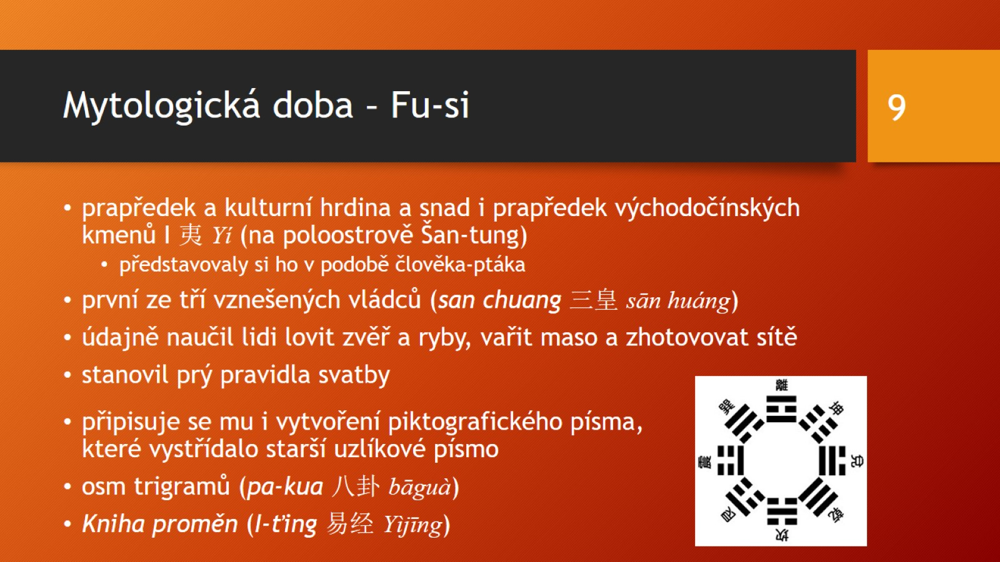 Mytologická doba – Fu-si
9
• prapředek a kulturní hrdina a snad i prapředek východočínských
kmenů I 夷 Yí (na poloostrově Šan-tung)
• představovaly si ho v podobě člověka-ptáka
• první ze tří vznešených vládců (san chuang 三皇 sān huáng)
• údajně naučil lidi lovit zvěř a ryby, vařit maso a zhotovovat sítě
• stanovil prý pravidla svatby
• připisuje se mu i vytvoření piktografického písma,
které vystřídalo starší uzlíkové písmo
• osm trigramů (pa-kua 八卦 bāguà)
• Kniha proměn (I-ťing 易经 Yìjīng)
離
巽
坤
震
兌
艮
乾
坎